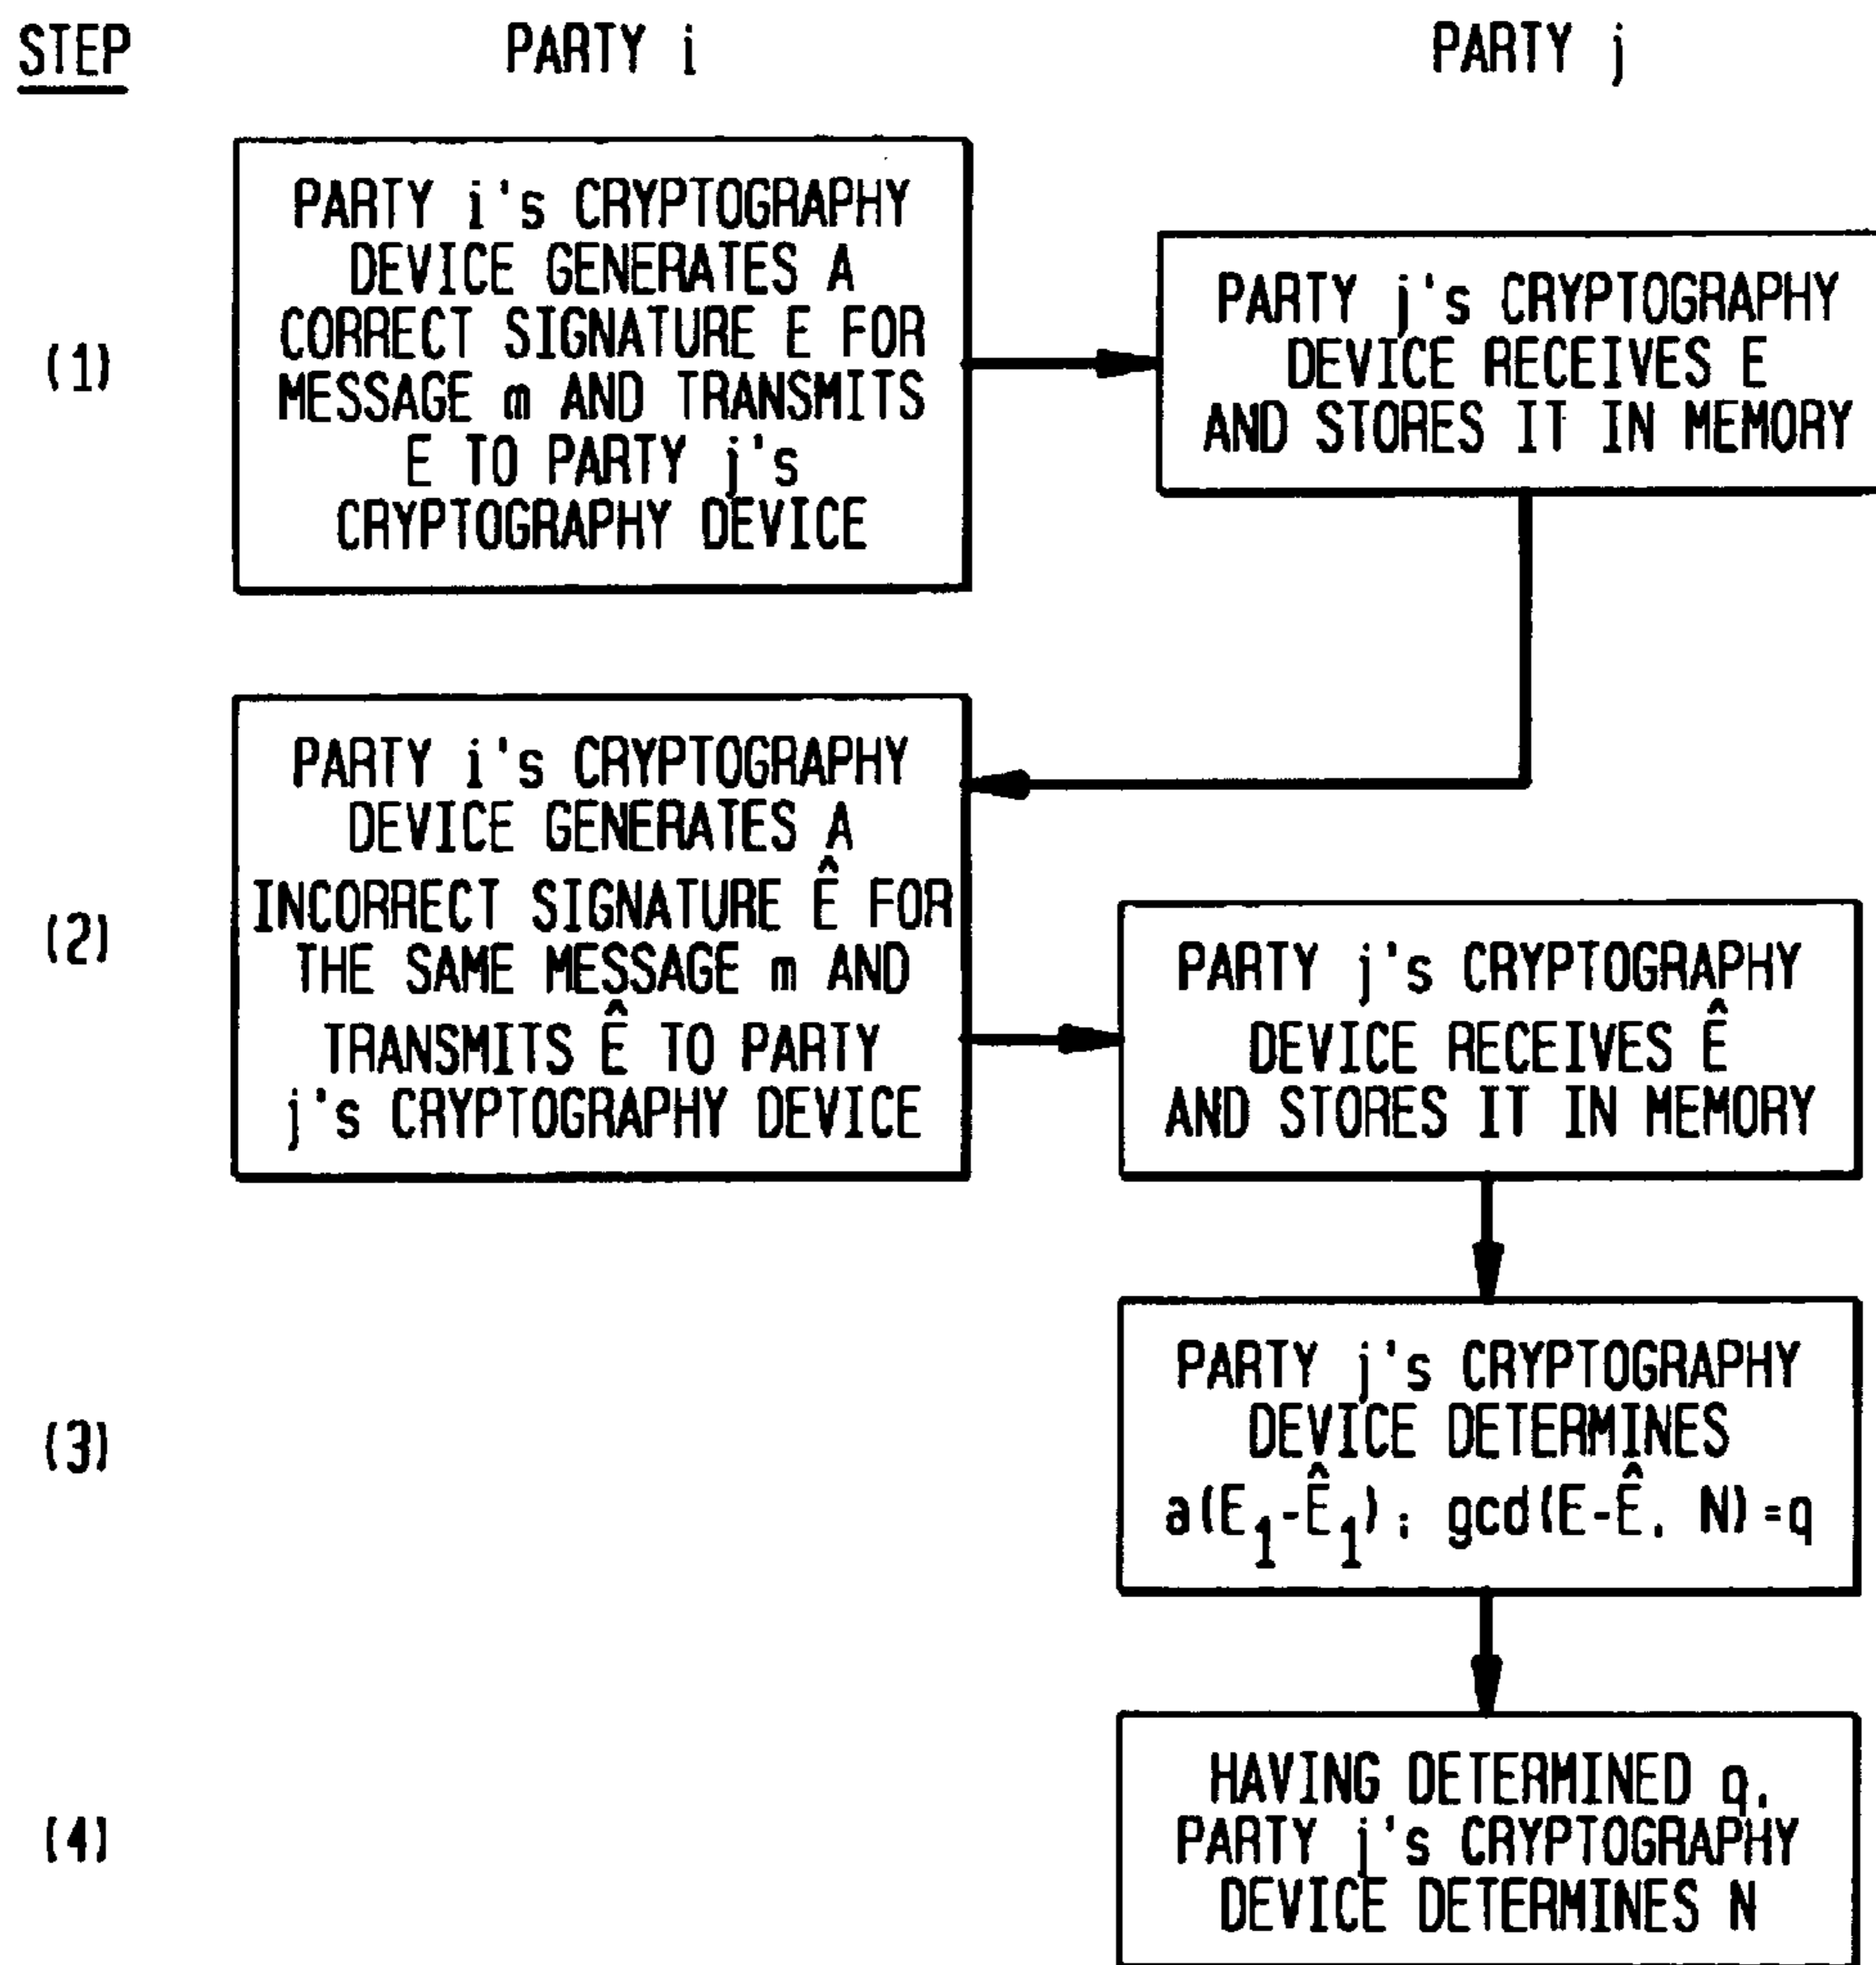 STEP PARTY i PARTY j
(1)
PARTY i's CRYPTOGRAPHY
DEVICE GENERATES A
CORRECT SIGNATURE E FOR
MESSAGE m AND TRANSMITS
E TO PARTY j's
CRYPTOGRAPHY DEVICE
PARTY j's CRYPTOGRAPHY
DEVICE RECEIVES E
AND STORES IT IN MEMORY
(2)
PARTY i's CRYPTOGRAPHY
DEVICE GENERATES A
INCORRECT SIGNATURE Ê FOR
THE SAME MESSAGE m AND
TRANSMITS Ê TO PARTY
j's CRYPTOGRAPHY DEVICE
PARTY j's CRYPTOGRAPHY
DEVICE RECEIVES Ê
AND STORES IT IN MEMORY
(3)
PARTY j's CRYPTOGRAPHY
DEVICE DETERMINES
a(E₁-Ê₁); gcd(E-Ê, N)=q
(4)
HAVING DETERMINED q,
PARTY j's CRYPTOGRAPHY
DEVICE DETERMINES N